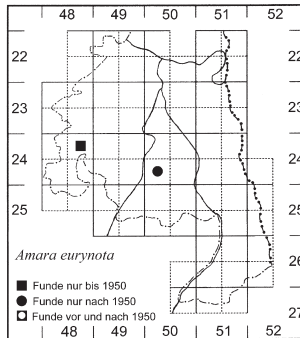 48 49 50 51 52
22 22
23 23
24 24
25 25
26
27
Amara eurynota
Funde nur bis 1950
Funde nur nach 1950
Funde vor und nach 1950
48 49 50 51 52